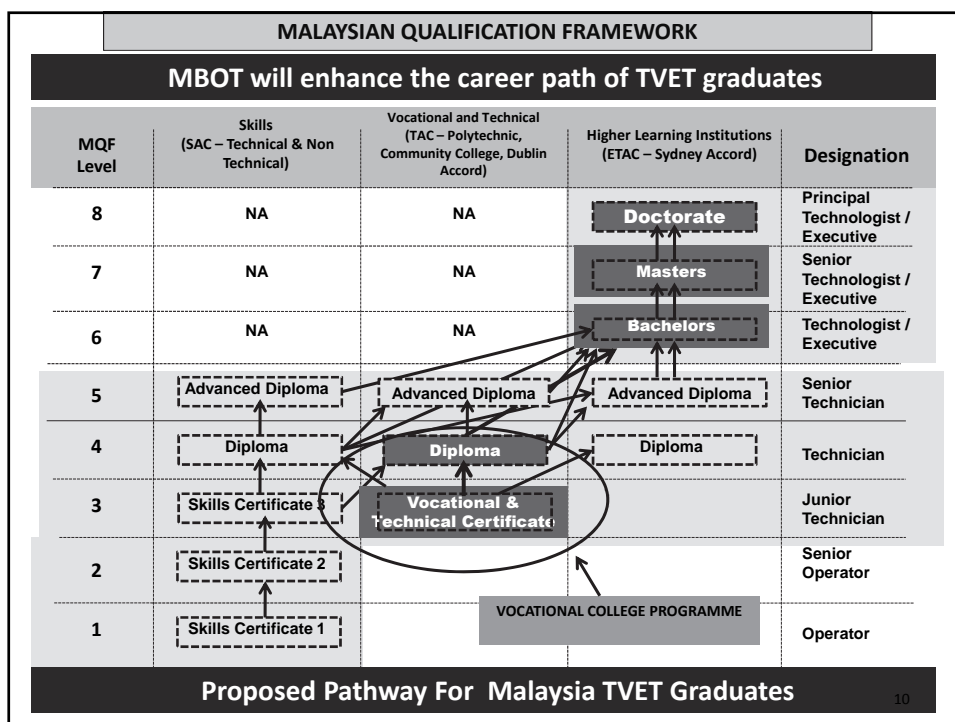 MALAYSIAN QUALIFICATION FRAMEWORK
MBOT will enhance the career path of TVET graduates
MQF
Level
Skills
(SAC – Technical & Non
Technical)
Vocational and Technical
(TAC – Polytechnic,
Community College, Dublin
Accord)
Higher Learning Institutions
(ETAC – Sydney Accord)
Designation
8
NA
NA
Doctorate
Principal
Technologist /
Executive
7
NA
NA
Masters
Senior
Technologist /
Executive
6
NA
NA
Bachelors
Technologist /
Executive
5
Advanced Diploma
Advanced Diploma
Advanced Diploma
Senior
Technician
4
Diploma
Diploma
Diploma
Technician
3
Skills Certificate 3
Vocational &
Technical Certificate
Junior
Technician
2
Skills Certificate 2
Senior
Operator
1
Skills Certificate 1
VOCATIONAL COLLEGE PROGRAMME
Operator
Proposed Pathway For Malaysia TVET Graduates
10